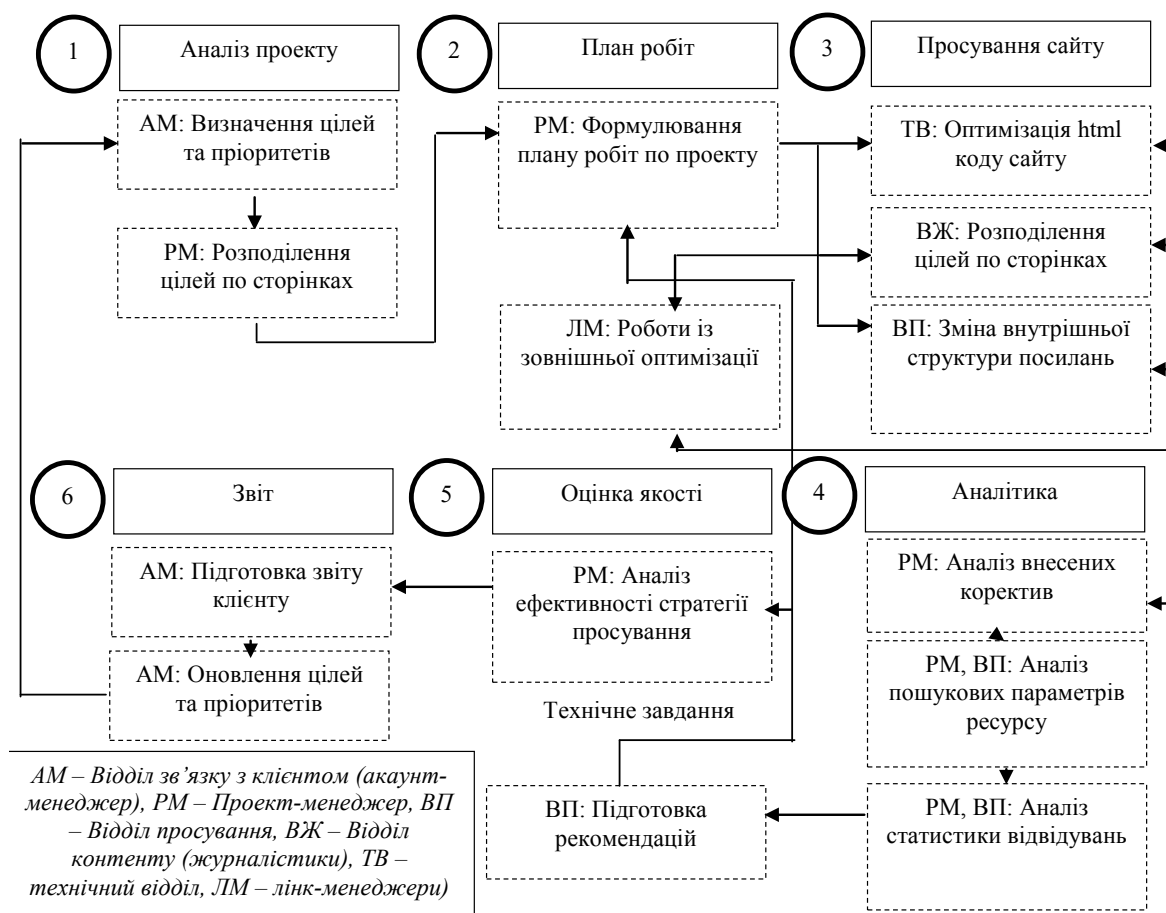 1
Аналіз проекту
АМ: Визначення цілей
та пріоритетів
РМ: Розподілення
цілей по сторінках
2
План робіт
РМ: Формулювання
плану робіт по проекту
ЛМ: Роботи із
зовнішньої оптимізації
3
Просування сайту
ТВ: Оптимізація html
коду сайту
ВЖ: Розподілення
цілей по сторінках
ВП: Зміна внутрішньої
структури посилань
4
Аналітика
РМ: Аналіз внесених
коректив
РМ, ВП: Аналіз
пошукових параметрів
ресурсу
РМ, ВП: Аналіз
статистики відвідувань
5
Оцінка якості
РМ: Аналіз
ефективності стратегії
просування
Технічне завдання
ВП: Підготовка
рекомендацій
6
Звіт
АМ: Підготовка звіту
клієнту
АМ: Оновлення цілей
та пріоритетів
АМ – Відділ зв’язку з клієнтом (акаунт-
менеджер), РМ – Проект-менеджер, ВП
– Відділ просування, ВЖ – Відділ
контенту (журналістики), ТВ –
технічний відділ, ЛМ – лінк-менеджери)